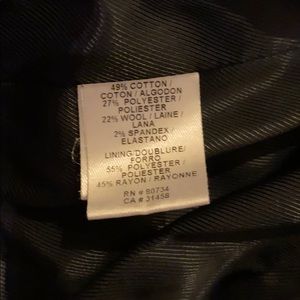 49% COTTON /
COTON / ALGODON
27% POLYESTER /
POLIESTER
22% WOOL / LAINE /
LANA
2% SPANDEX /
ELASTANO
LINING/DOUBLURE/
FORRO
55% POLYESTER /
POLIESTER
45% RAYON / RAYONNE
RN # 80734
CA # 31458